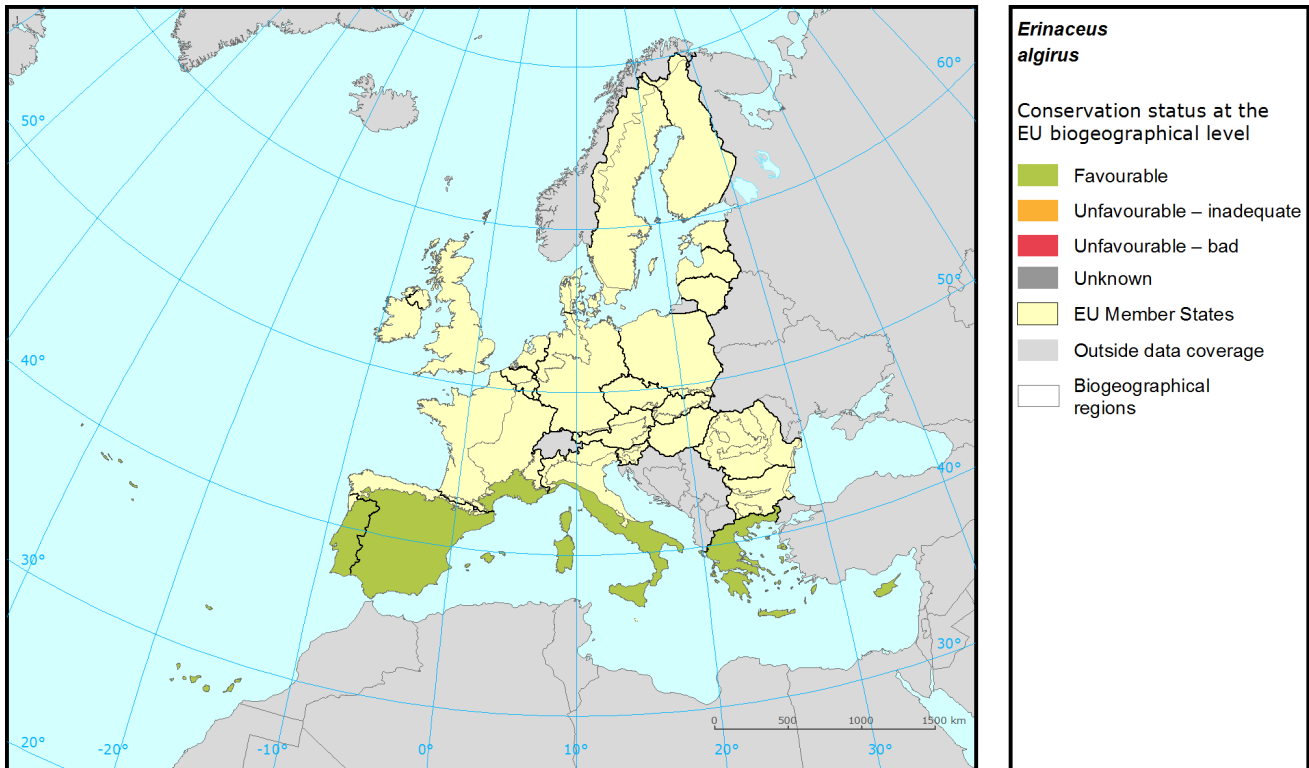 60°
50°
50°
40°
40°
30°
30°
0
500
1000
1500 km
20°
-20°
-10°
0°
10°
20°
30°
Erinaceus
algirus
Conservation status at the
EU biogeographical level
Favourable
Unfavourable – inadequate
Unfavourable – bad
Unknown
EU Member States
Outside data coverage
Biogeographical
regions